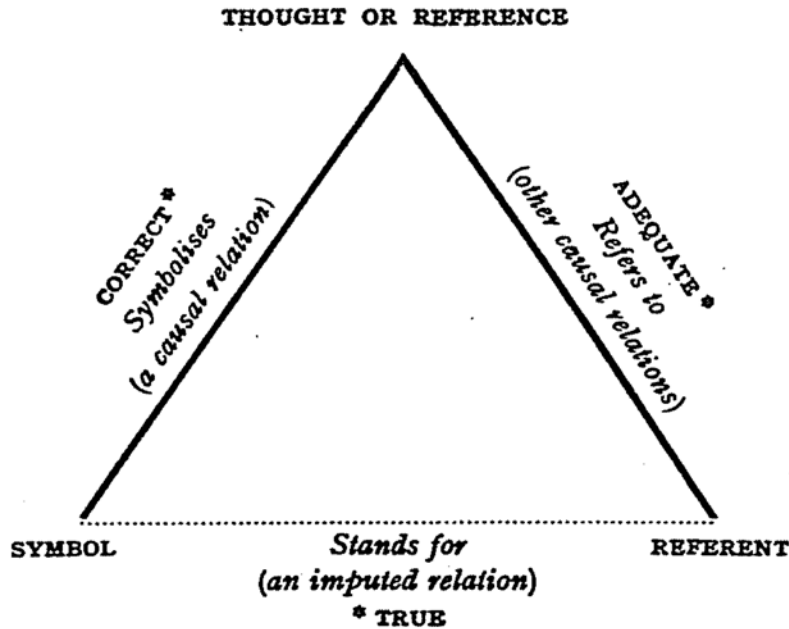 THOUGHT OR REFERENCE
CORRECT*
Symbolises
(a causal relation)
ADEQUATE*
Refers to
(other causal relations)
SYMBOL
Stands for
(an imputed relation)
* TRUE
REFERENT